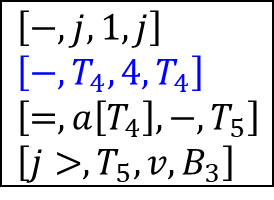 [−, j, 1, j]
[−, T₄, 4, T₄]
[=, a[T₄], −, T₅]
[j >, T₅, v, B₃]